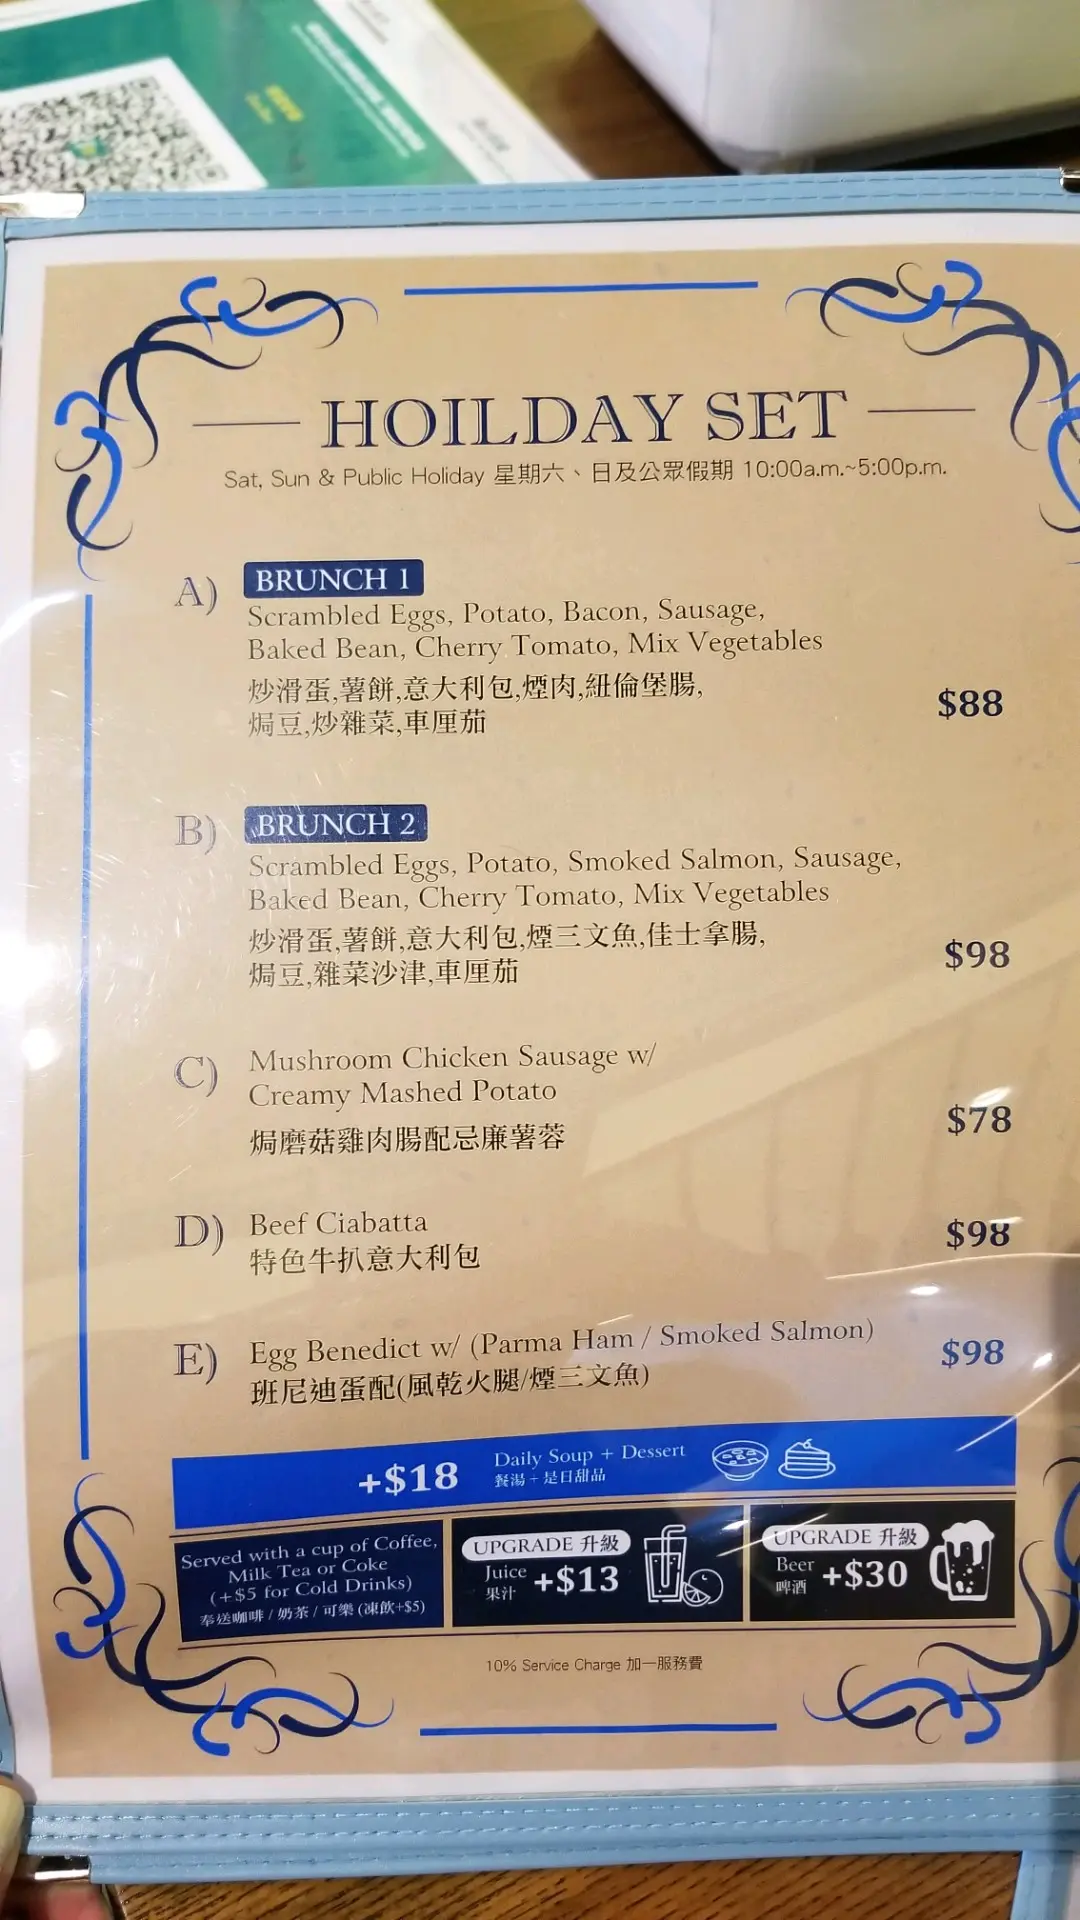 HOILDAY SET
Sat, Sun & Public Holiday 星期六、日及公眾假期 10:00a.m.~5:00p.m.
A) BRUNCH 1
Scrambled Eggs, Potato, Bacon, Sausage,
Baked Bean, Cherry Tomato, Mix Vegetables
炒滑蛋,薯餅,意大利包,煙肉,紐倫堡腸,
焗豆,炒雜菜,車厘茄
$88
B) BRUNCH 2
Scrambled Eggs, Potato, Smoked Salmon, Sausage,
Baked Bean, Cherry Tomato, Mix Vegetables
炒滑蛋,薯餅,意大利包,煙三文魚,佳士拿腸,
焗豆,雜菜沙津,車厘茄
$98
C) Mushroom Chicken Sausage w/
Creamy Mashed Potato
焗磨菇雞肉腸配忌廉薯蓉
$78
D) Beef Ciabatta
特色牛扒意大利包
$98
E) Egg Benedict w/ (Parma Ham / Smoked Salmon)
班尼迪蛋配(風乾火腿/煙三文魚)
$98
+$18
Daily Soup + Dessert
餐湯 + 是日甜品
Served with a cup of Coffee,
Milk Tea or Coke
(+$5 for Cold Drinks)
奉送咖啡 / 奶茶 / 可樂 (凍飲+$5)
UPGRADE 升級
Juice
果汁
+$13
UPGRADE 升級
Beer
啤酒
+$30
10% Service Charge 加一服務費